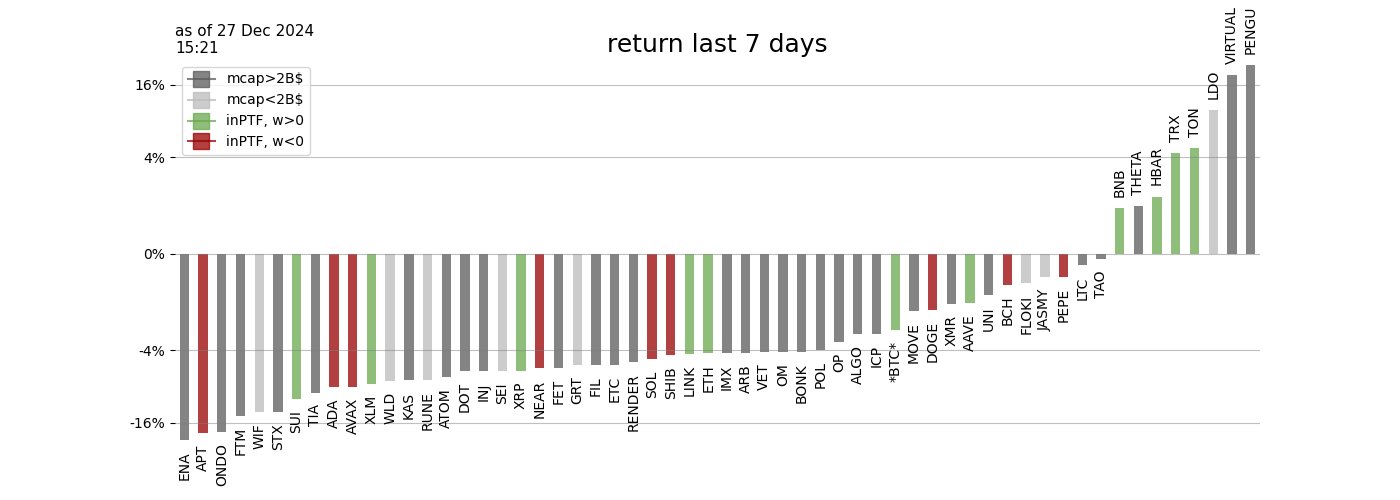 as of 27 Dec 2024
15:21
return last 7 days
mcap>2B$
mcap<2B$
inPTF, w>0
inPTF, w<0
16%
4%
0%
-4%
-16%
ENA
APT
ONDO
FTM
WIF
STX
SUI
TIA
ADA
AVAX
XLM
WLD
KAS
RUNE
ATOM
DOT
INJ
SEI
XRP
NEAR
FET
GRT
FIL
ETC
RENDER
SOL
SHIB
LINK
ETH
IMX
ARB
VET
OM
BONK
POL
OP
ALGO
ICP
*BTC*
MOVE
DOGE
XMR
AAVE
UNI
BCH
FLOKI
JASMY
PEPE
LTC
TAO
BNB
THETA
HBAR
TRX
TON
LDO
VIRTUAL
PENGU